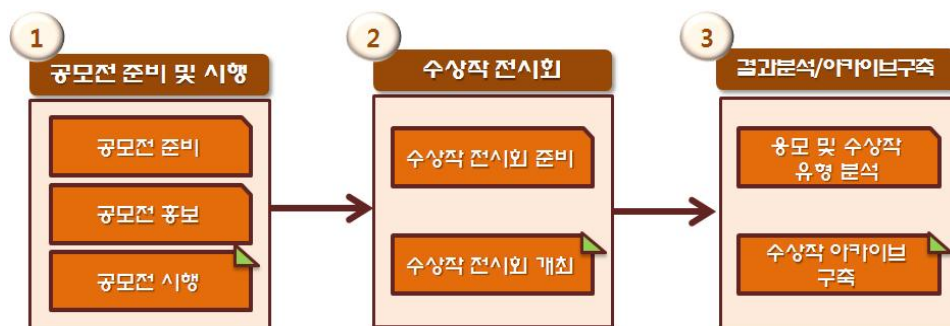 1
공모전 준비 및 시행
공모전 준비
공모전 홍보
공모전 시행
2
수상작 전시회
수상작 전시회 준비
수상작 전시회 개최
3
결과분석/아카이브구축
응모 및 수상작
유형 분석
수상작 아카이브
구축